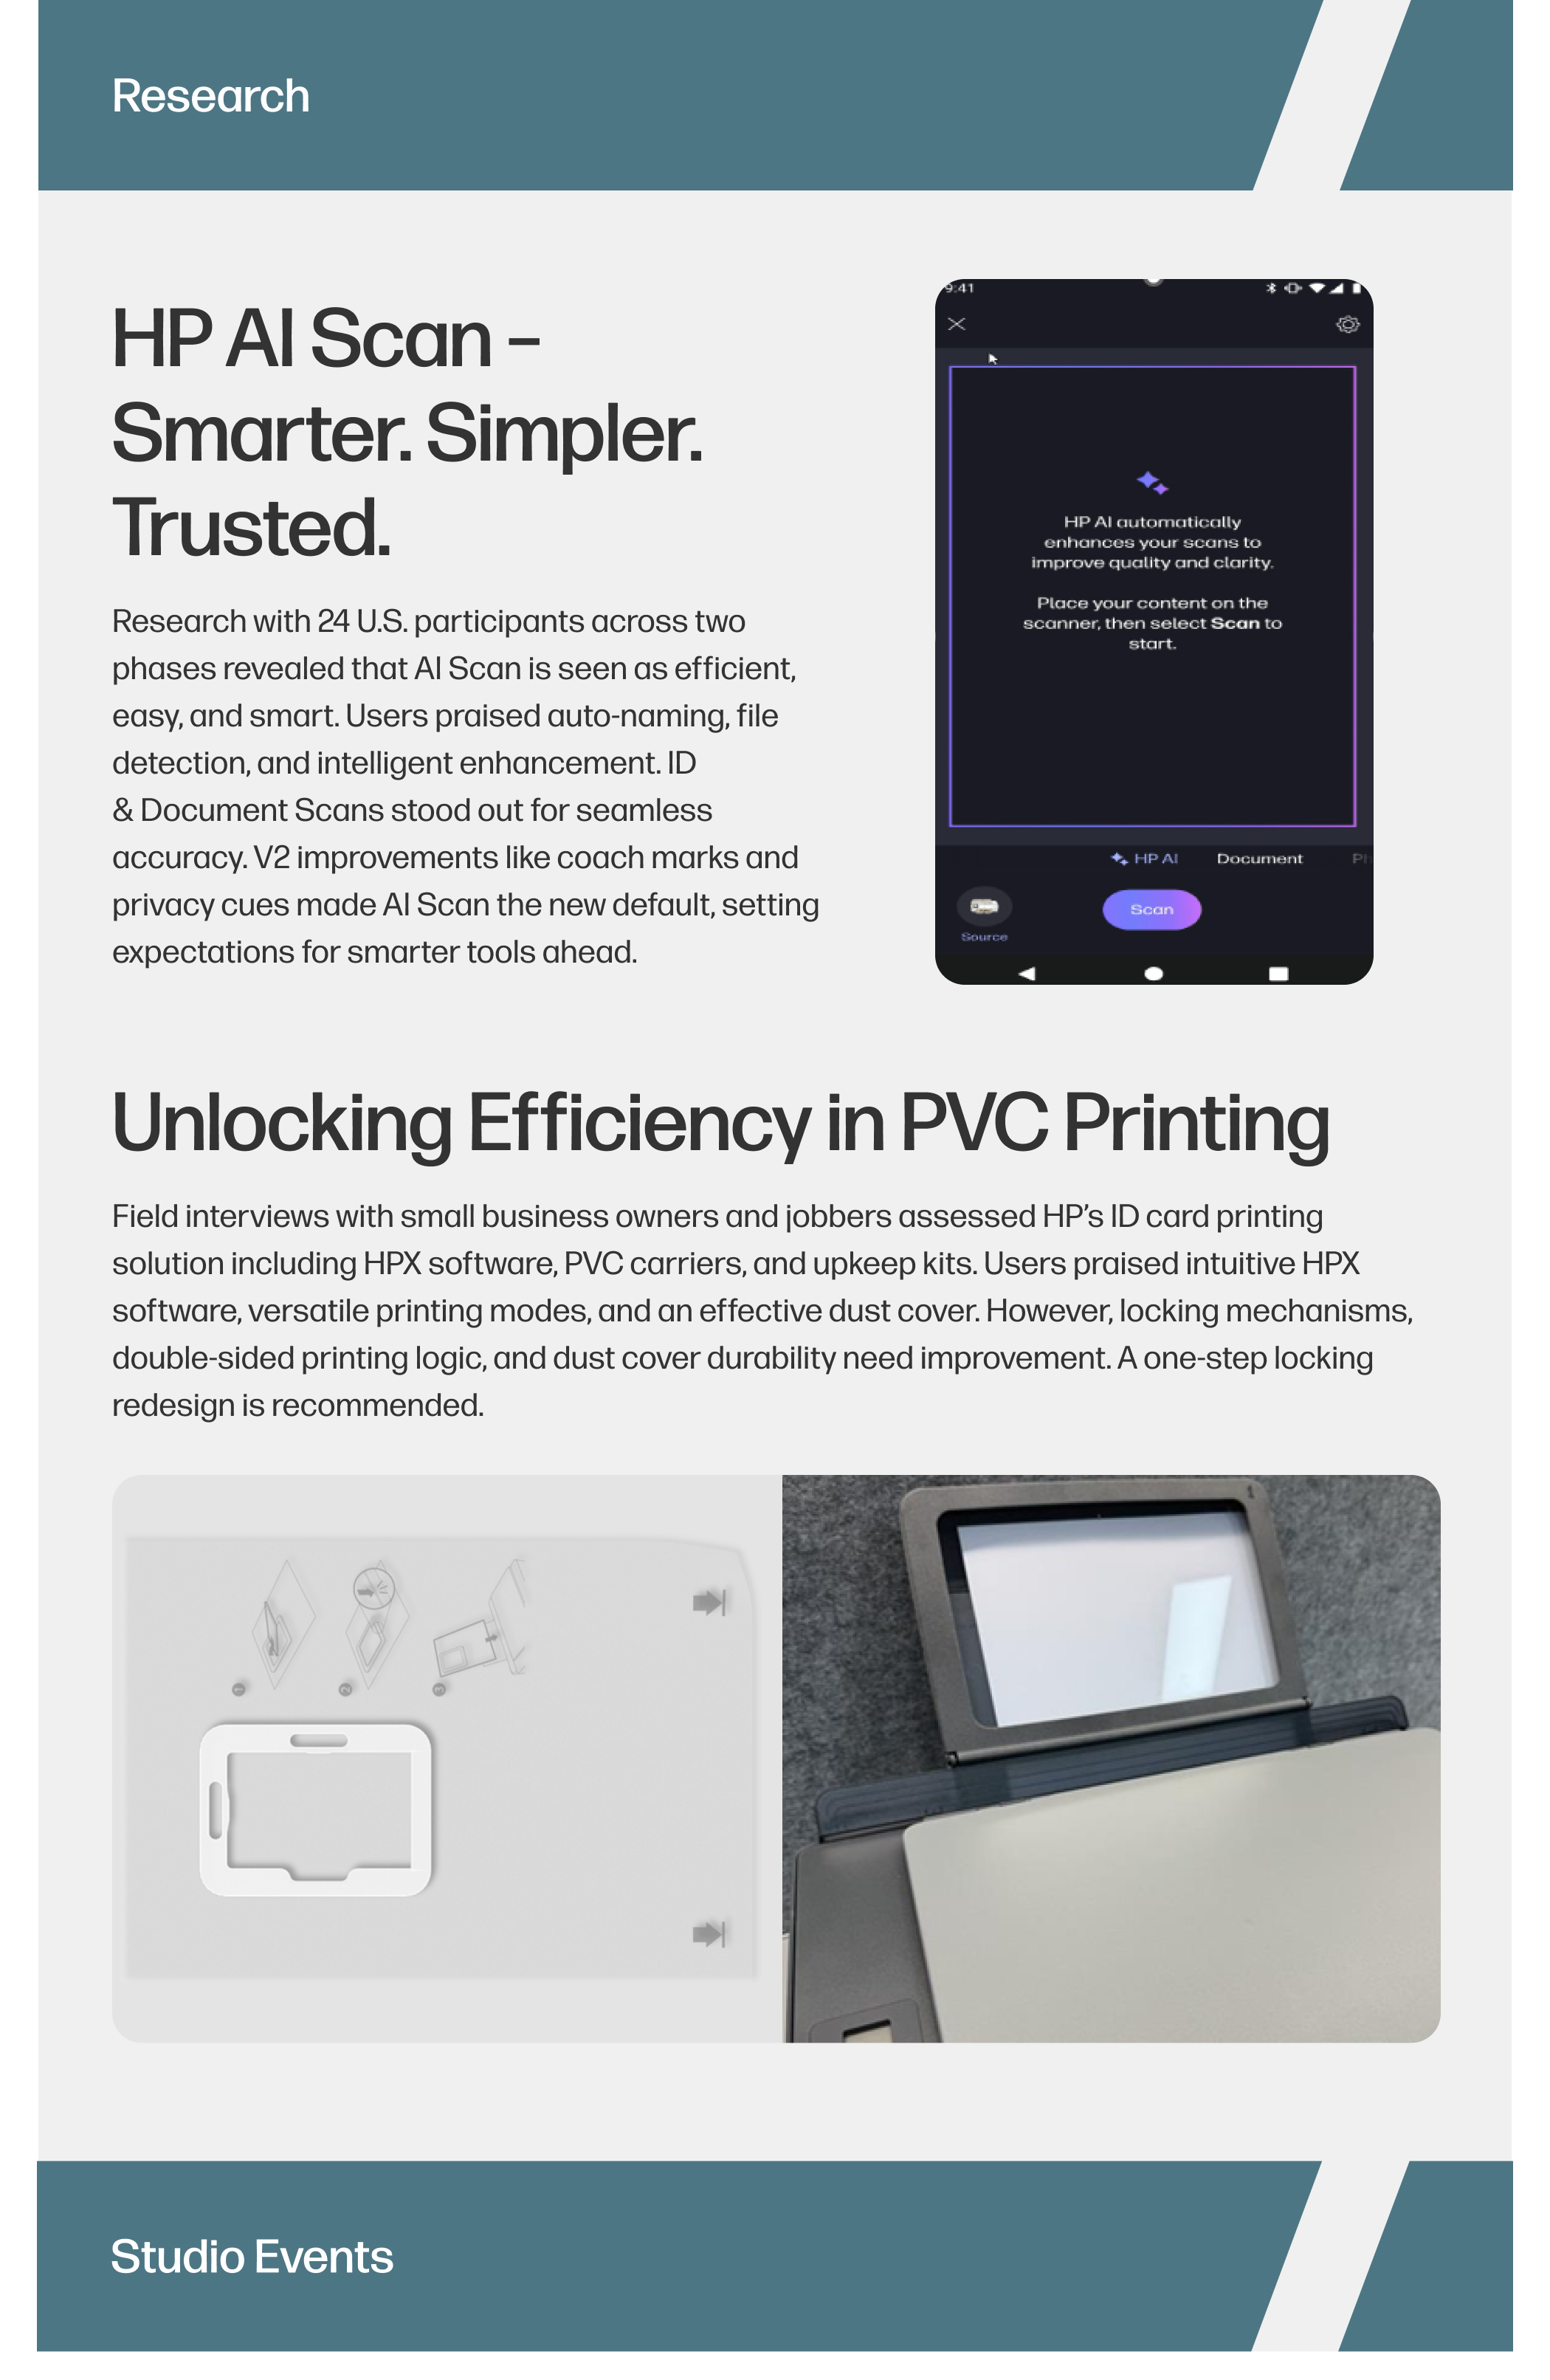 Research
HP AI Scan –
Smarter. Simpler.
Trusted.
Research with 24 U.S. participants across two
phases revealed that AI Scan is seen as efficient,
easy, and smart. Users praised auto-naming, file
detection, and intelligent enhancement. ID
& Document Scans stood out for seamless
accuracy. V2 improvements like coach marks and
privacy cues made AI Scan the new default, setting
expectations for smarter tools ahead.
9:41
HP AI automatically
enhances your scans to
improve quality and clarity.
Place your content on the
scanner, then select Scan to
start.
HP AI Document Ph
Scan
Source
Unlocking Efficiency in PVC Printing
Field interviews with small business owners and jobbers assessed HP’s ID card printing
solution including HPX software, PVC carriers, and upkeep kits. Users praised intuitive HPX
software, versatile printing modes, and an effective dust cover. However, locking mechanisms,
double-sided printing logic, and dust cover durability need improvement. A one-step locking
redesign is recommended.
1 2 3
Studio Events